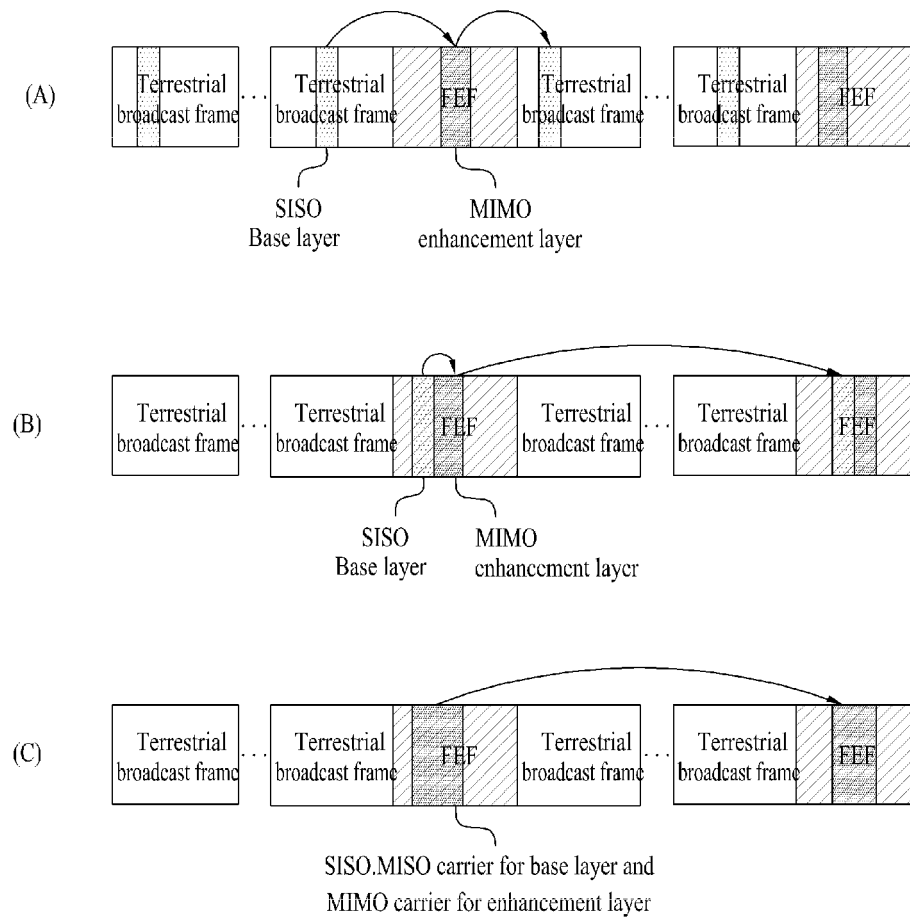 (A)
Terrestrial
broadcast frame
...
Terrestrial
broadcast frame
FEF
Terrestrial
broadcast frame
...
Terrestrial
broadcast frame
FEF
SISO
Base layer
MIMO
enhancement layer
(B)
Terrestrial
broadcast frame
...
Terrestrial
broadcast frame
FEF
Terrestrial
broadcast frame
...
Terrestrial
broadcast frame
FEF
SISO
Base layer
MIMO
enhancement layer
(C)
Terrestrial
broadcast frame
...
Terrestrial
broadcast frame
FEF
Terrestrial
broadcast frame
...
Terrestrial
broadcast frame
FEF
SISO.MISO carrier for base layer and
MIMO carrier for enhancement layer